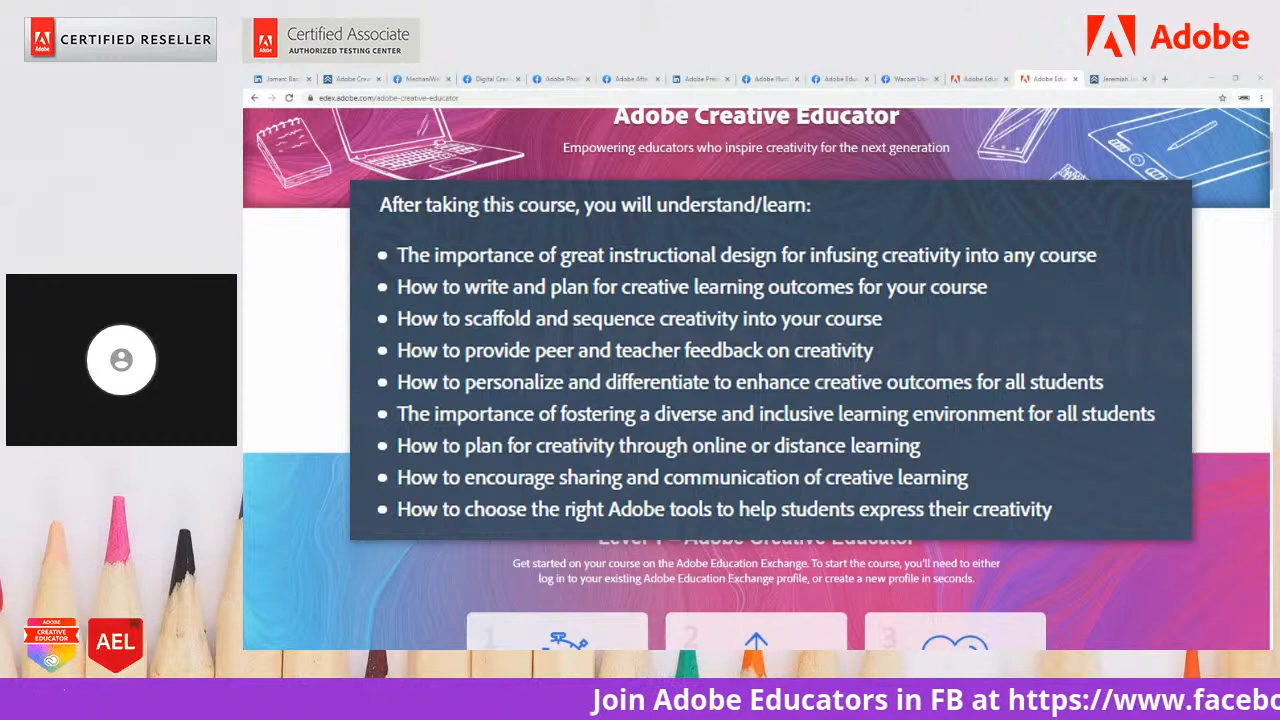 Adobe
CERTIFIED RESELLER
Adobe
Certified Associate
AUTHORIZED TESTING CENTER
Adobe
edex.adobe.com/adobe-creative-educator
Adobe Creative Educator
Empowering educators who inspire creativity for the next generation
After taking this course, you will understand/learn:
• The importance of great instructional design for infusing creativity into any course
• How to write and plan for creative learning outcomes for your course
• How to scaffold and sequence creativity into your course
• How to provide peer and teacher feedback on creativity
• How to personalize and differentiate to enhance creative outcomes for all students
• The importance of fostering a diverse and inclusive learning environment for all students
• How to plan for creativity through online or distance learning
• How to encourage sharing and communication of creative learning
• How to choose the right Adobe tools to help students express their creativity
Level 1 – Adobe Creative Educator
Get started on your course on the Adobe Education Exchange. To start the course, you'll need to either
log in to your existing Adobe Education Exchange profile, or create a new profile in seconds.
2
3
ADOBE
CREATIVE
EDUCATOR
AEL
Join Adobe Educators in FB at https://www.facebo